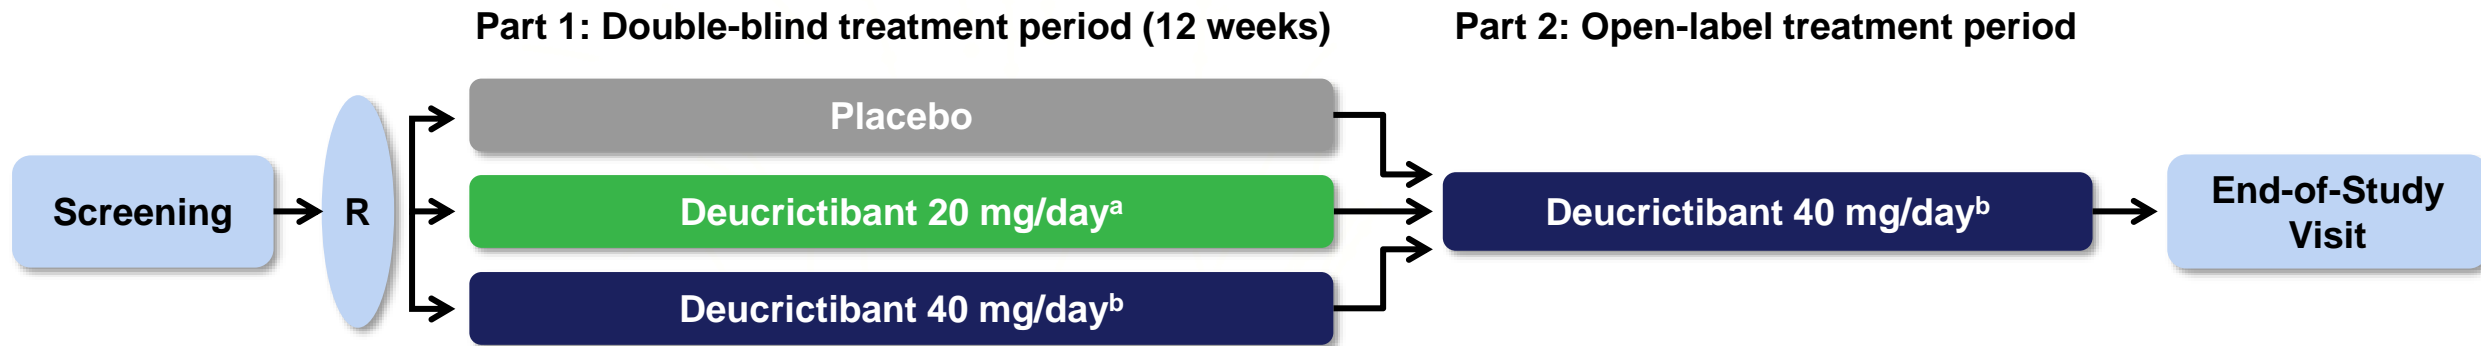 Part 1: Double-blind treatment period (12 weeks)
Part 2: Open-label treatment period
Screening
R
Placebo
Deucrictibant 20 mg/dayᵃ
Deucrictibant 40 mg/dayᵇ
Deucrictibant 40 mg/dayᵇ
End-of-Study
Visit